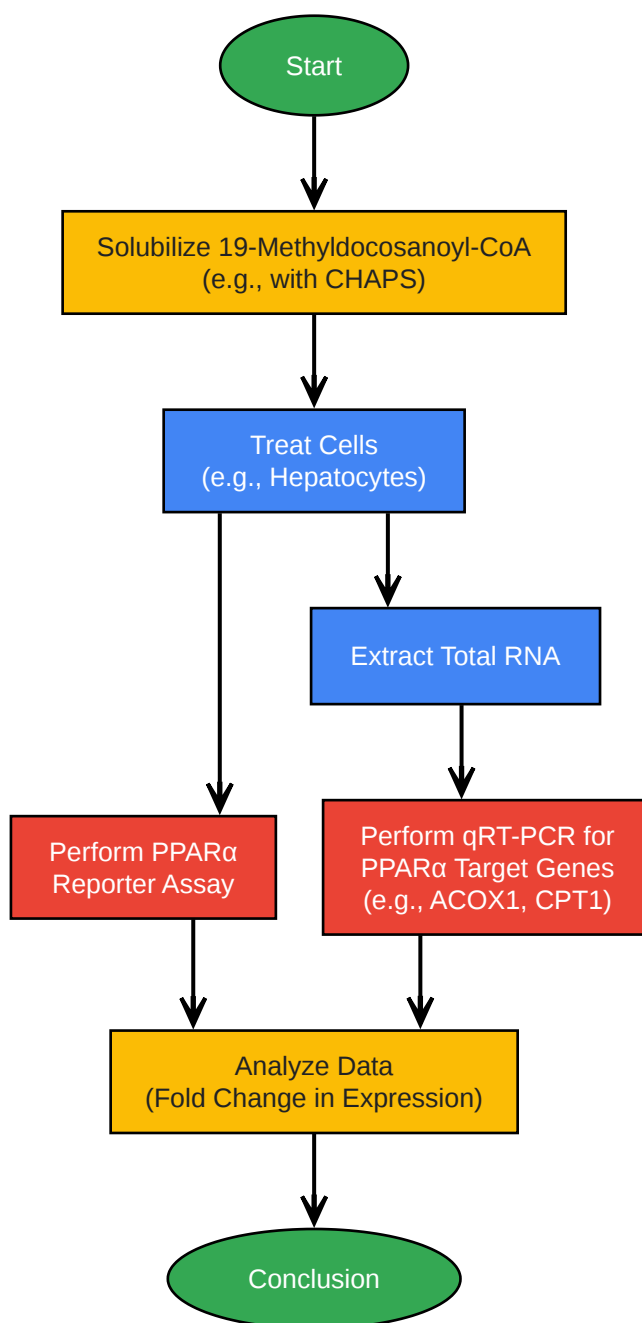 Start
Solubilize 19-Methyldocosanoyl-CoA
(e.g., with CHAPS)
Treat Cells
(e.g., Hepatocytes)
Extract Total RNA
Perform PPARα
Reporter Assay
Perform qRT-PCR for
PPARα Target Genes
(e.g., ACOX1, CPT1)
Analyze Data
(Fold Change in Expression)
Conclusion